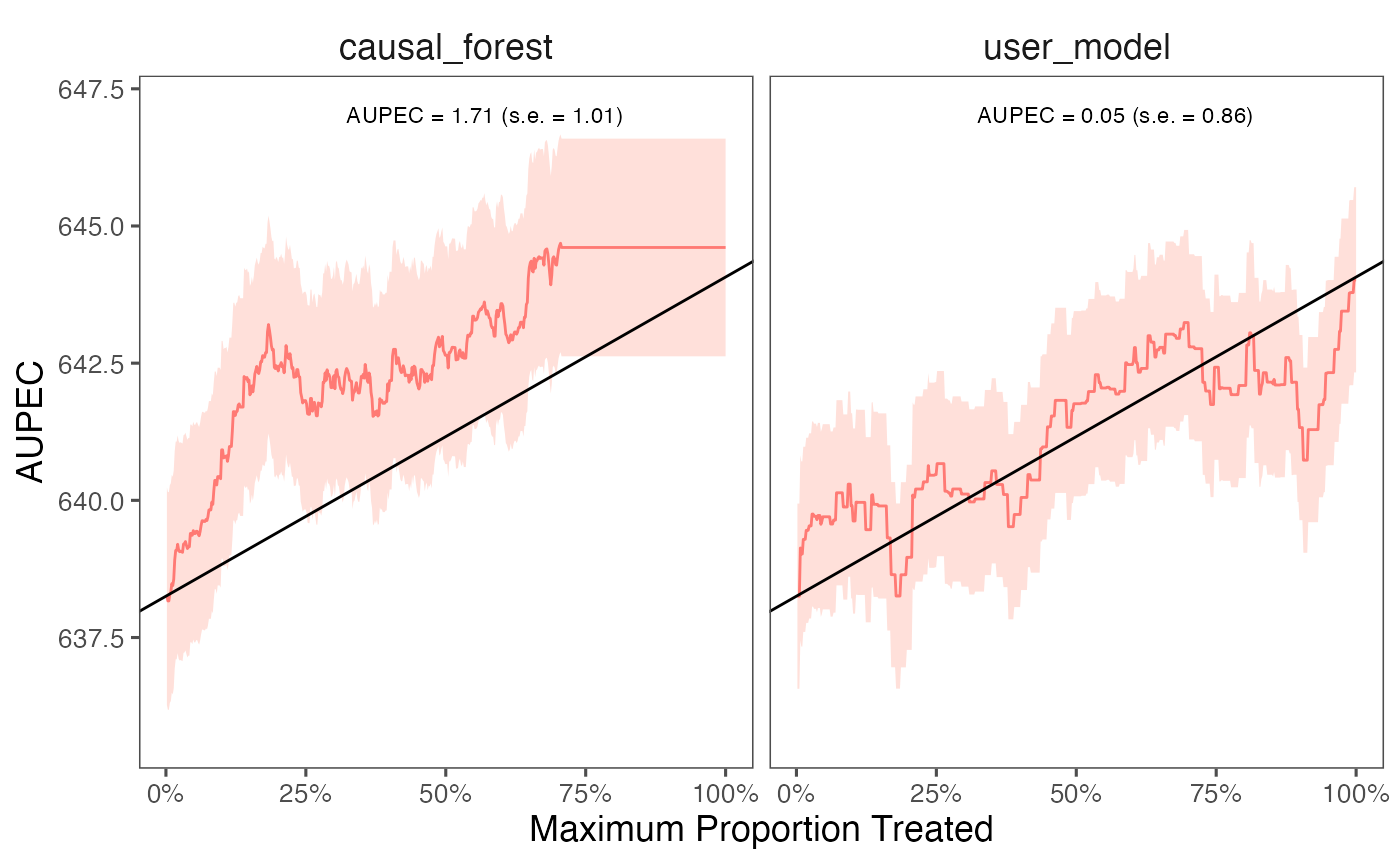 causal_forest
user_model
AUPEC = 1.71 (s.e. = 1.01)
AUPEC = 0.05 (s.e. = 0.86)
647.5
645.0
642.5
640.0
637.5
AUPEC
0%
25%
50%
75%
100%
0%
25%
50%
75%
100%
Maximum Proportion Treated